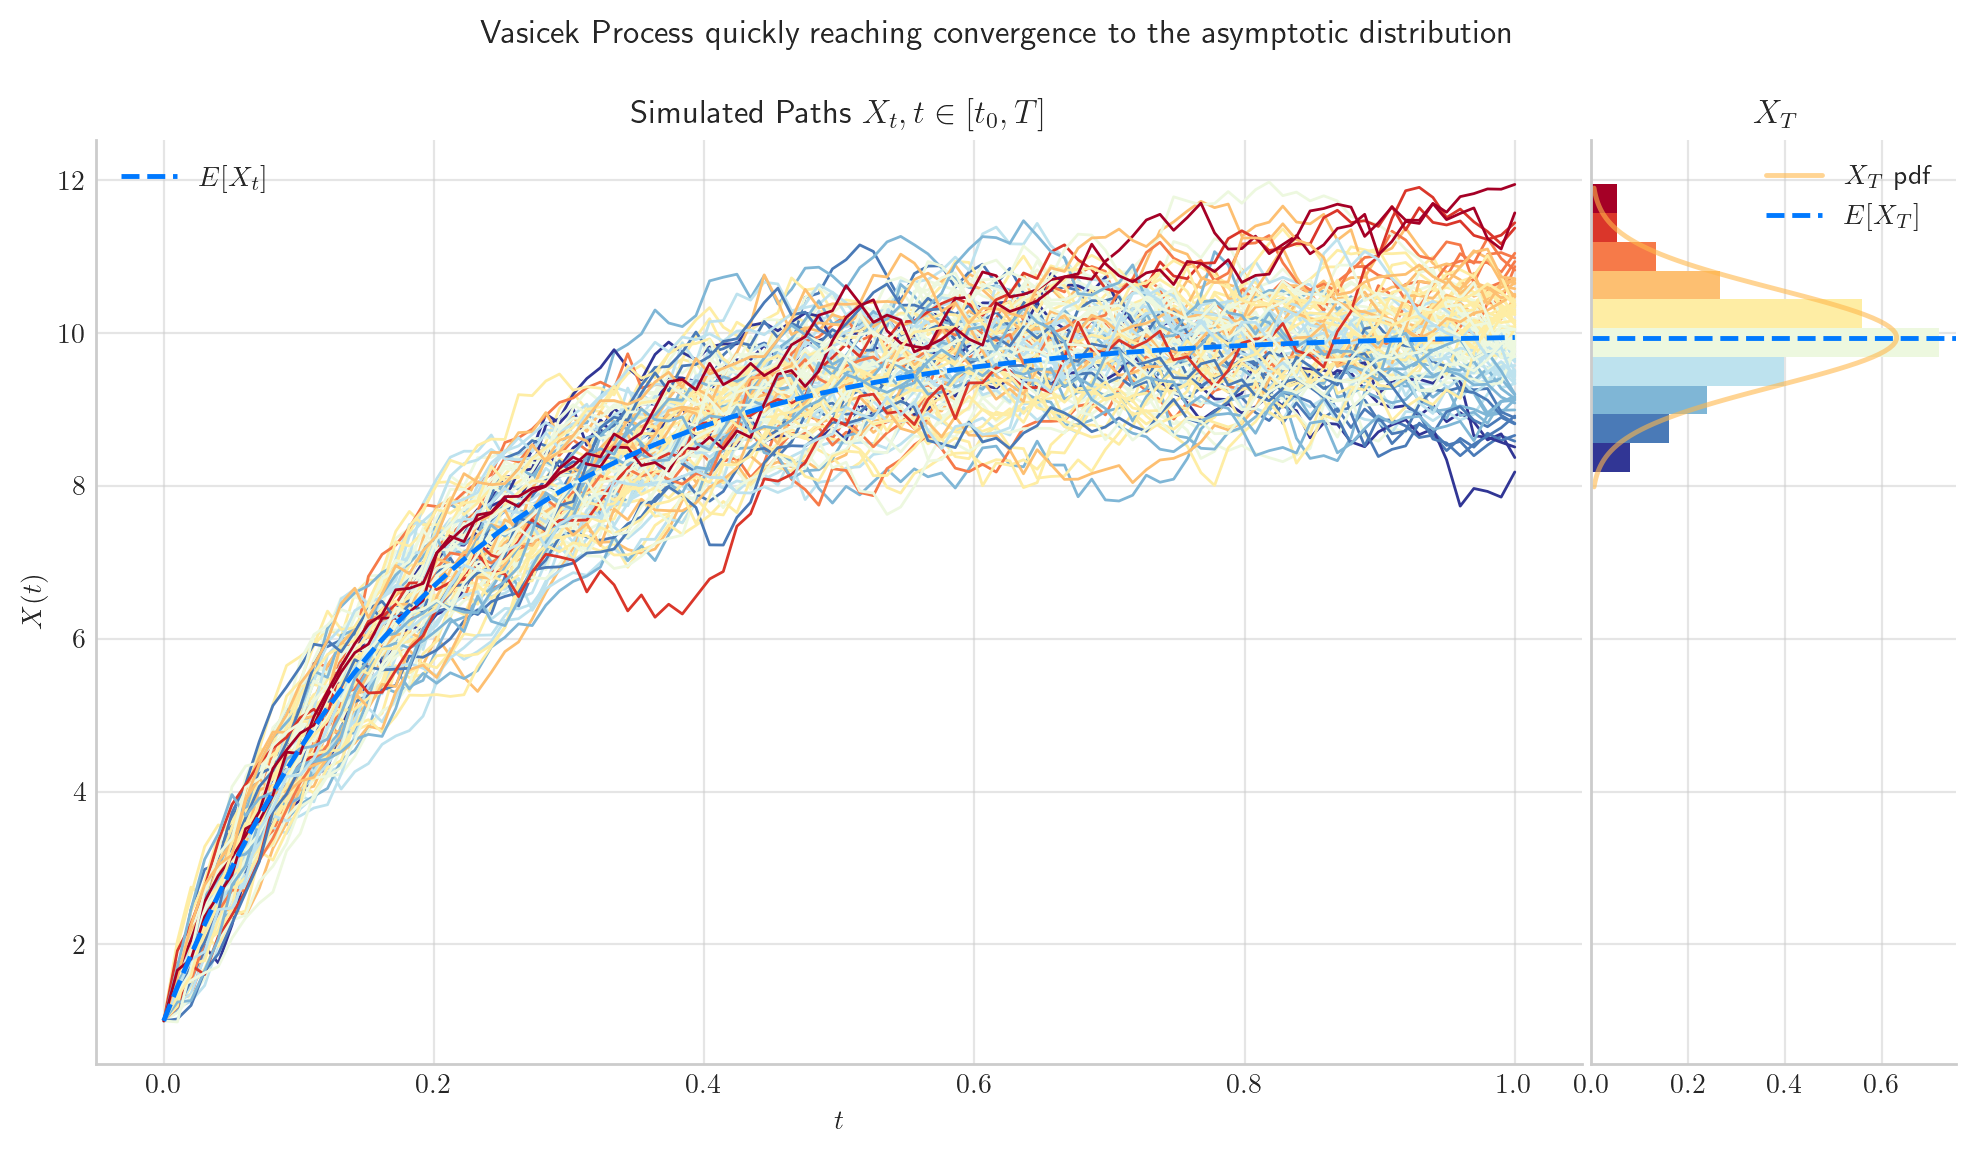 Vasicek Process quickly reaching convergence to the asymptotic distribution
Simulated Paths $X_t, t \in [t_0, T]$
$X_T$
$E[X_t]$
$X_T$ pdf
$E[X_T]$
12
10
8
6
4
2
$X(t)$
0.0 0.2 0.4 0.6 0.8 1.0
0.0 0.2 0.4 0.6
$t$